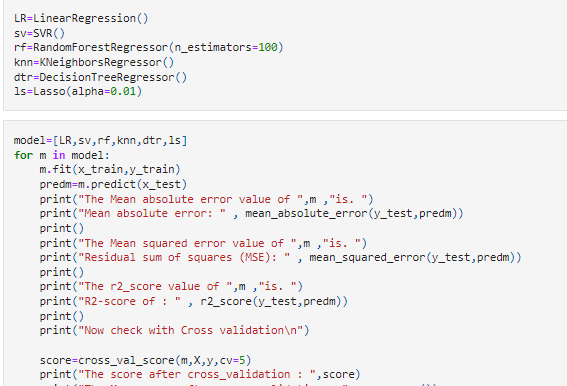 LR=LinearRegression()
sv=SVR()
rf=RandomForestRegressor(n_estimators=100)
knn=KNeighborsRegressor()
dtr=DecisionTreeRegressor()
ls=Lasso(alpha=0.01)
model=[LR,sv,rf,knn,dtr,ls]
for m in model:
    m.fit(x_train,y_train)
    predm=m.predict(x_test)
    print("The Mean absolute error value of ",m ,"is. ")
    print("Mean absolute error: " , mean_absolute_error(y_test,predm))
    print()
    print("The Mean squared error value of ",m ,"is. ")
    print("Residual sum of squares (MSE): " , mean_squared_error(y_test,predm))
    print()
    print("The r2_score value of ",m ,"is. ")
    print("R2-score of : " , r2_score(y_test,predm))
    print()
    print("Now check with Cross validation\n")
    score=cross_val_score(m,X,y,cv=5)
    print("The score after cross_validation : ",score)